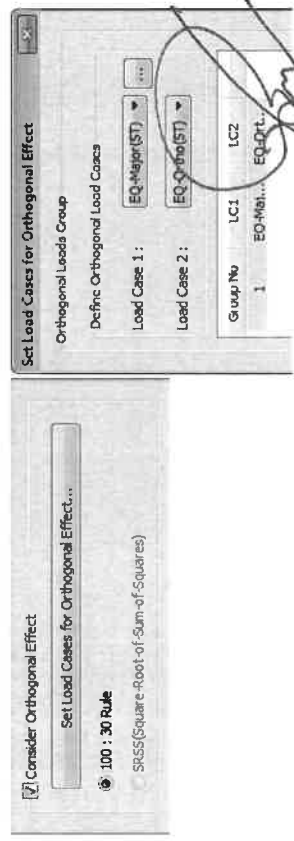 Consider Orthogonal Effect
Set Load Cases for Orthogonal Effect...
100 : 30 Rule
SRSS(Square-Root-of-Sum-of-Squares)
Set Load Cases for Orthogonal Effect
Orthogonal Loads Group
Define Orthogonal Load Cases
Load Case 1 : EQ-Major(ST) ...
Load Case 2 : EQ-Ortho(ST)
Group No LC1 LC2
1 EQ-Mat... EQ-Ort...